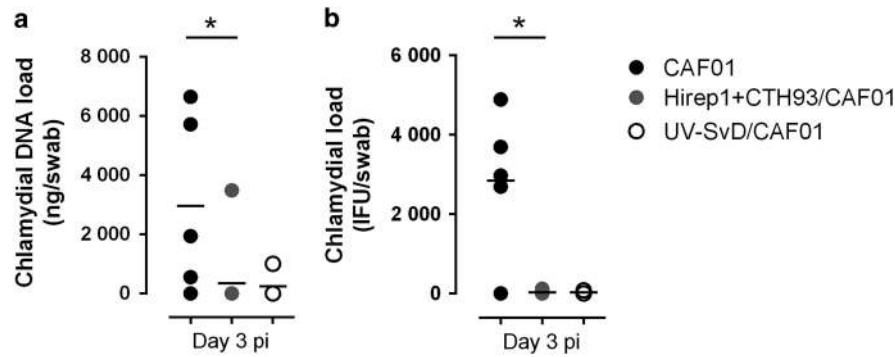 a
*
Chlamydial DNA load
(ng/swab)
8 000
6 000
4 000
2 000
0
Day 3 pi
b
*
Chlamydial load
(IFU/swab)
6 000
4 000
2 000
0
Day 3 pi
CAF01
Hirep1+CTH93/CAF01
UV-SvD/CAF01